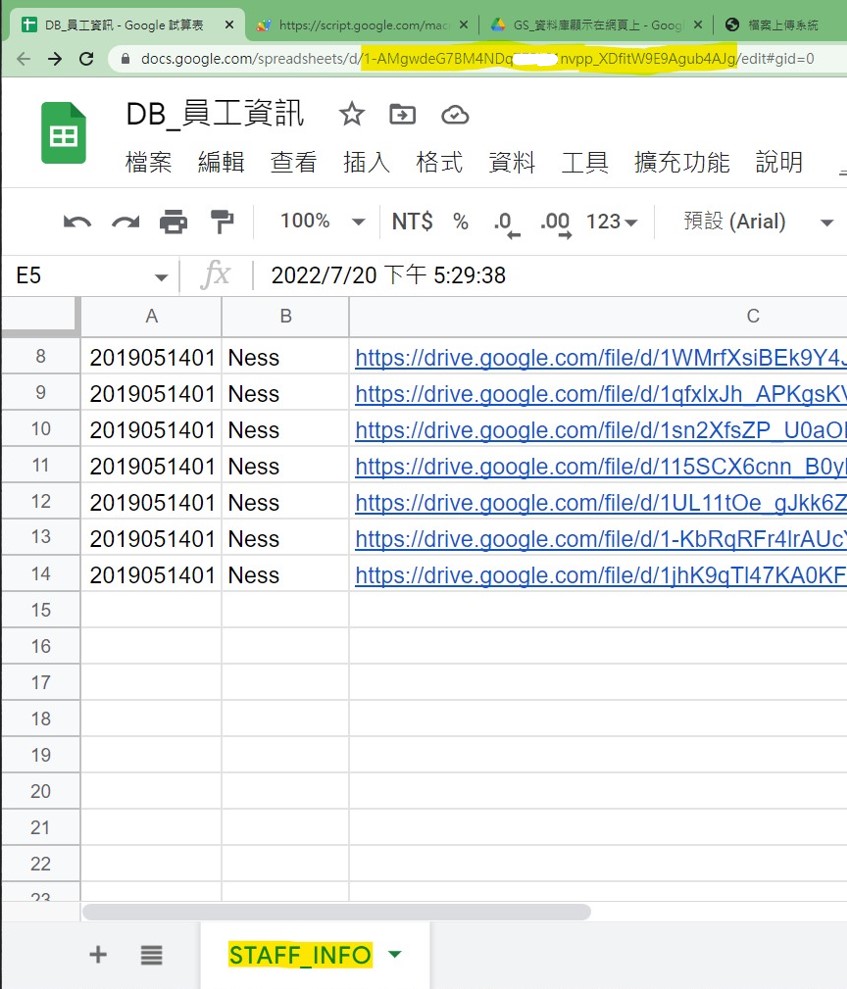 DB_員工資訊 - Google 試算表
https://script.google.com/mac
GS_資料庫顯示在網頁上 - Goog
檔案上傳系統
docs.google.com/spreadsheets/d/1-AMgwdeG7BM4NDq nvpp_XDfitW9E9Agub4AJg/edit#gid=0
DB_員工資訊
檔案 編輯 查看 插入 格式 資料 工具 擴充功能 說明
100% NT$ % .0 .00 123 預設 (Arial)
E5 fx 2022/7/20 下午 5:29:38
A B C
8 2019051401 Ness https://drive.google.com/file/d/1WMrfXsiBEk9Y4J
9 2019051401 Ness https://drive.google.com/file/d/1qfxlxJh_APKgsKV
10 2019051401 Ness https://drive.google.com/file/d/1sn2XfsZP_U0aO
11 2019051401 Ness https://drive.google.com/file/d/115SCX6cnn_B0y
12 2019051401 Ness https://drive.google.com/file/d/1UL11tOe_gJkk6Z
13 2019051401 Ness https://drive.google.com/file/d/1-KbRqRFr4IrAUcY
14 2019051401 Ness https://drive.google.com/file/d/1jhK9qTl47KA0KF
15
16
17
18
19
20
21
22
23
STAFF_INFO